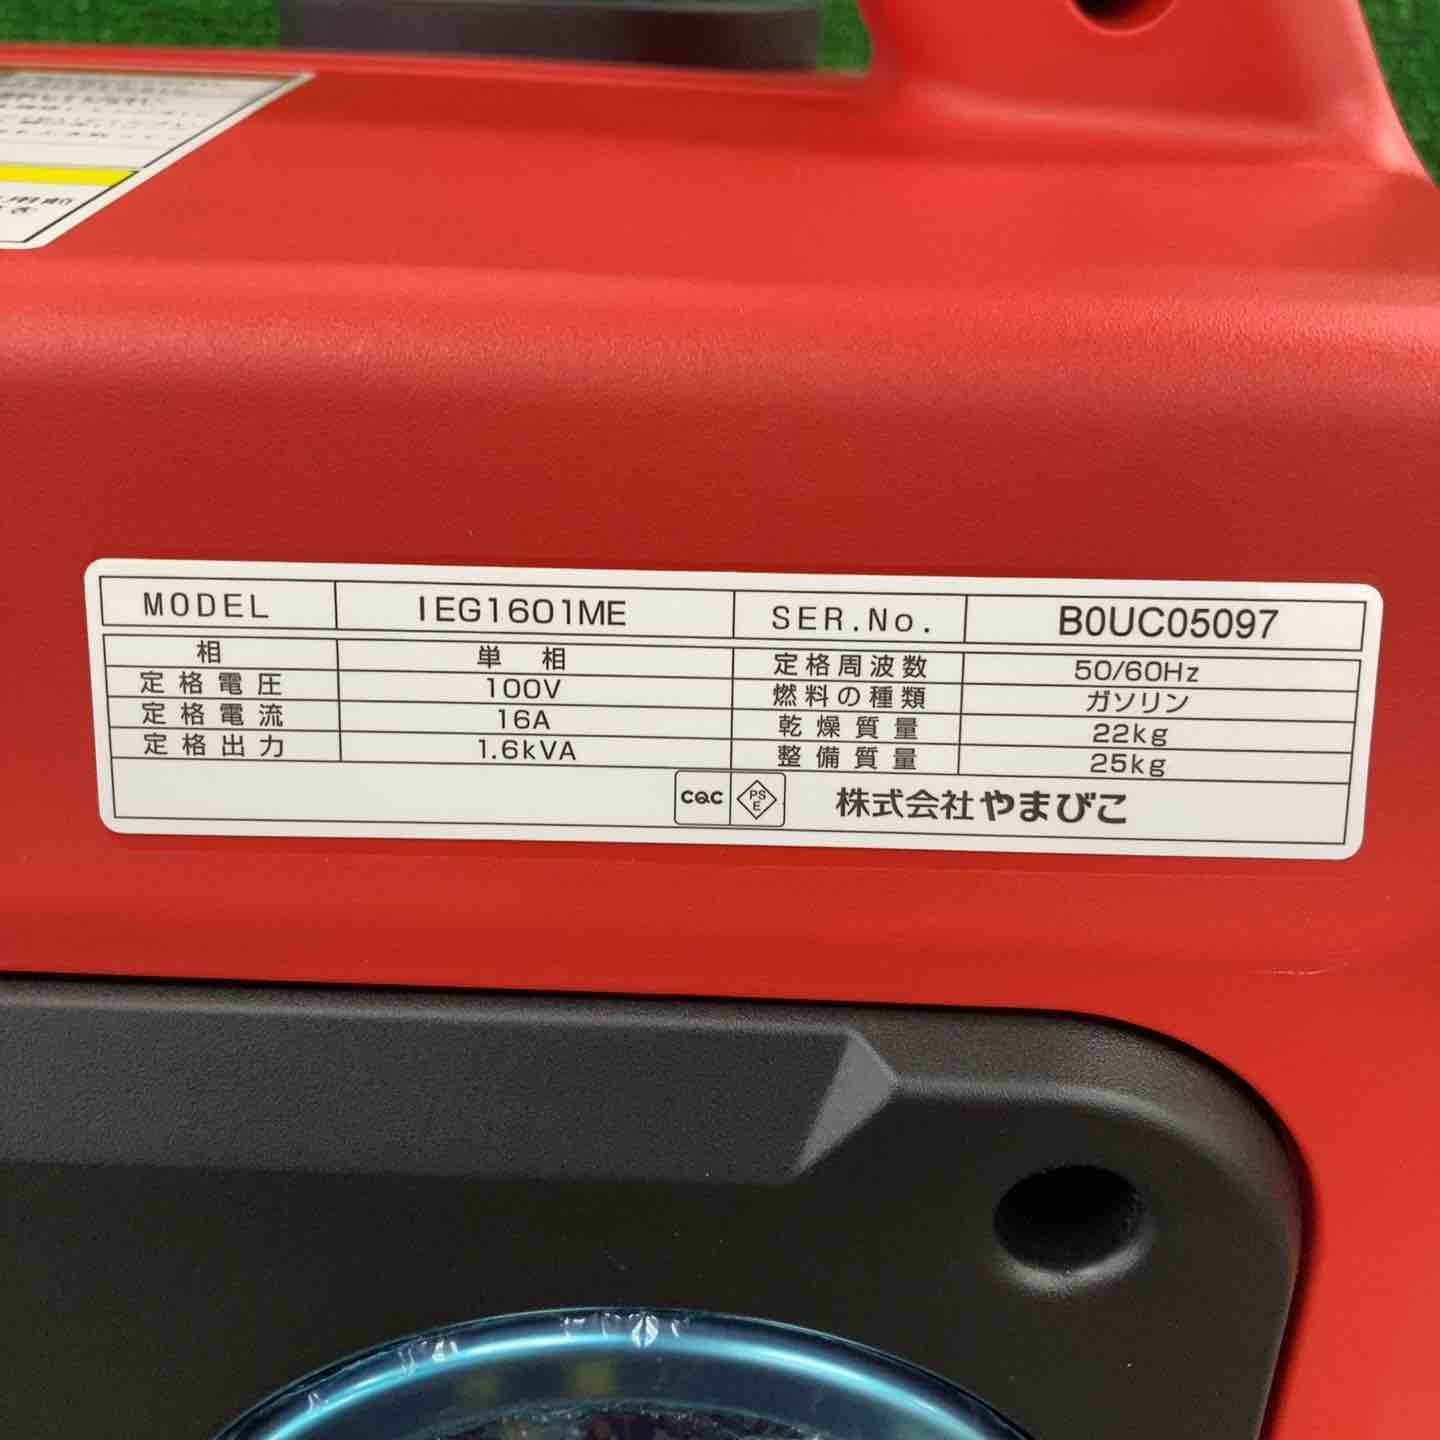 MODEL IEG1601ME SER.No. B0UC05097
相 単 相 定格周波数 50/60Hz
定格電圧 100V 燃料の種類 ガソリン
定格電流 16A 乾燥質量 22kg
定格出力 1.6kVA 整備質量 25kg
CQC PSE 株式会社やまびこ